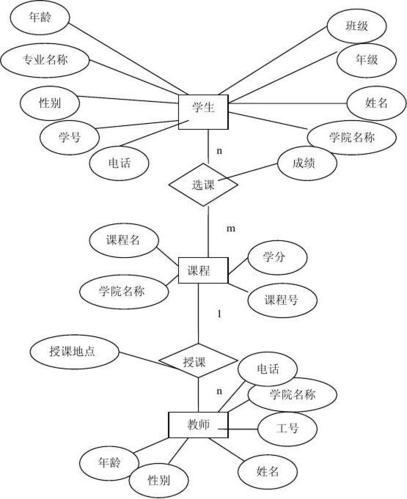 年龄
班级
专业名称
年级
性别
学生
姓名
学号
学院名称
电话
n
成绩
选课
m
课程名
学分
课程
学院名称
课程号
1
授课地点
授课
电话
n
学院名称
教师
工号
年龄
性别
姓名